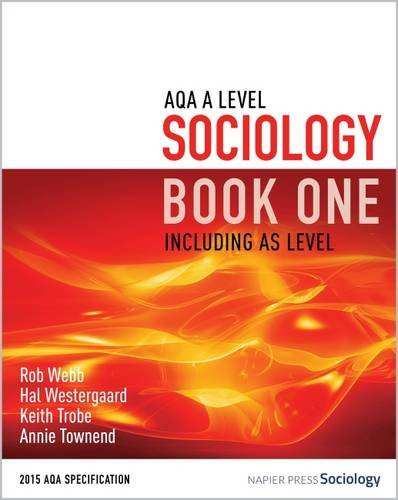 AQA A LEVEL
SOCIOLOGY
BOOK ONE
INCLUDING AS LEVEL
Rob Webb
Hal Westergaard
Keith Trobe
Annie Townend
2015 AQA SPECIFICATION
NAPIER PRESS Sociology